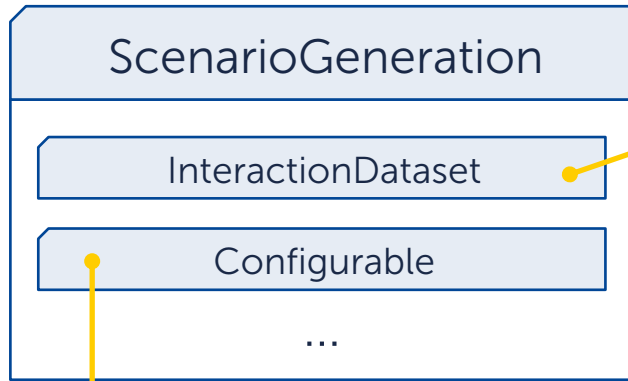 ScenarioGeneration
InteractionDataset
Configurable
...